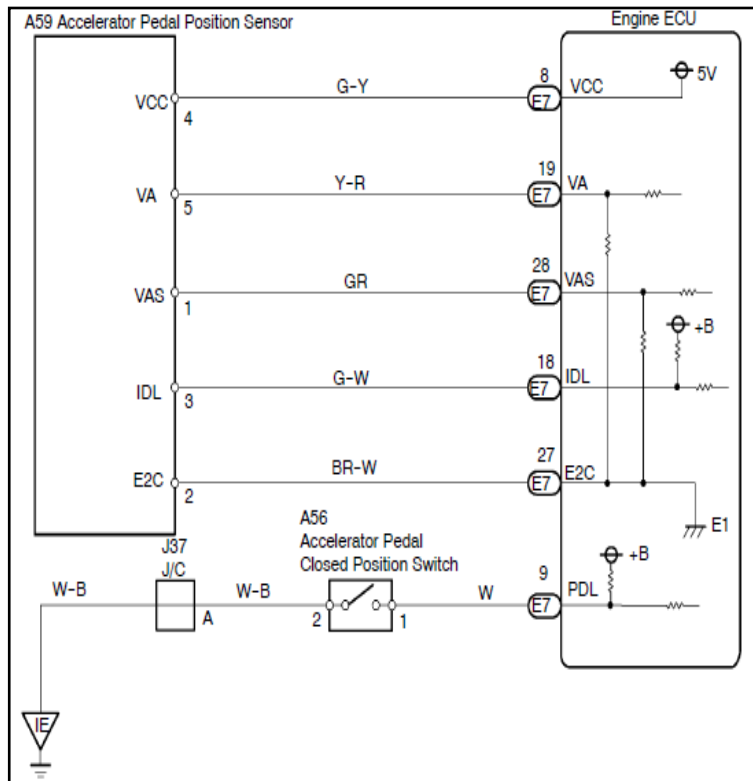 A59 Accelerator Pedal Position Sensor
Engine ECU
VCC
4
G-Y
8
E7
VCC
5V
VA
5
Y-R
19
E7
VA
VAS
1
GR
28
E7
VAS
+B
IDL
3
G-W
18
E7
IDL
E2C
2
BR-W
27
E7
E2C
E1
J37
J/C
A
A56
Accelerator Pedal
Closed Position Switch
W-B
W-B
2
1
W
9
E7
PDL
+B
IE